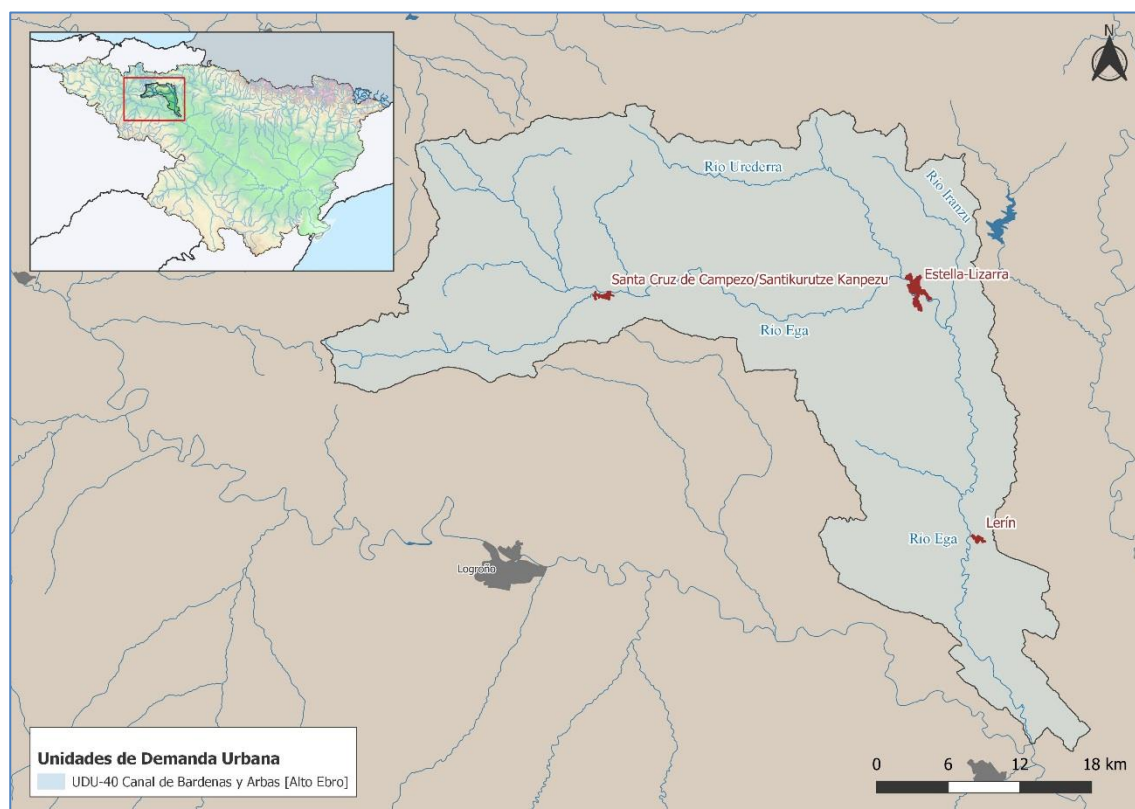 N
Río Urederra
Río Iranzu
Santa Cruz de Campezo/Santikurutze Kanpezu
Estella-Lizarra
Río Ega
Lerín
Río Ega
Logroño
Unidades de Demanda Urbana
UDU-40 Canal de Bardenas y Arbas [Alto Ebro]
0 6 12 18 km